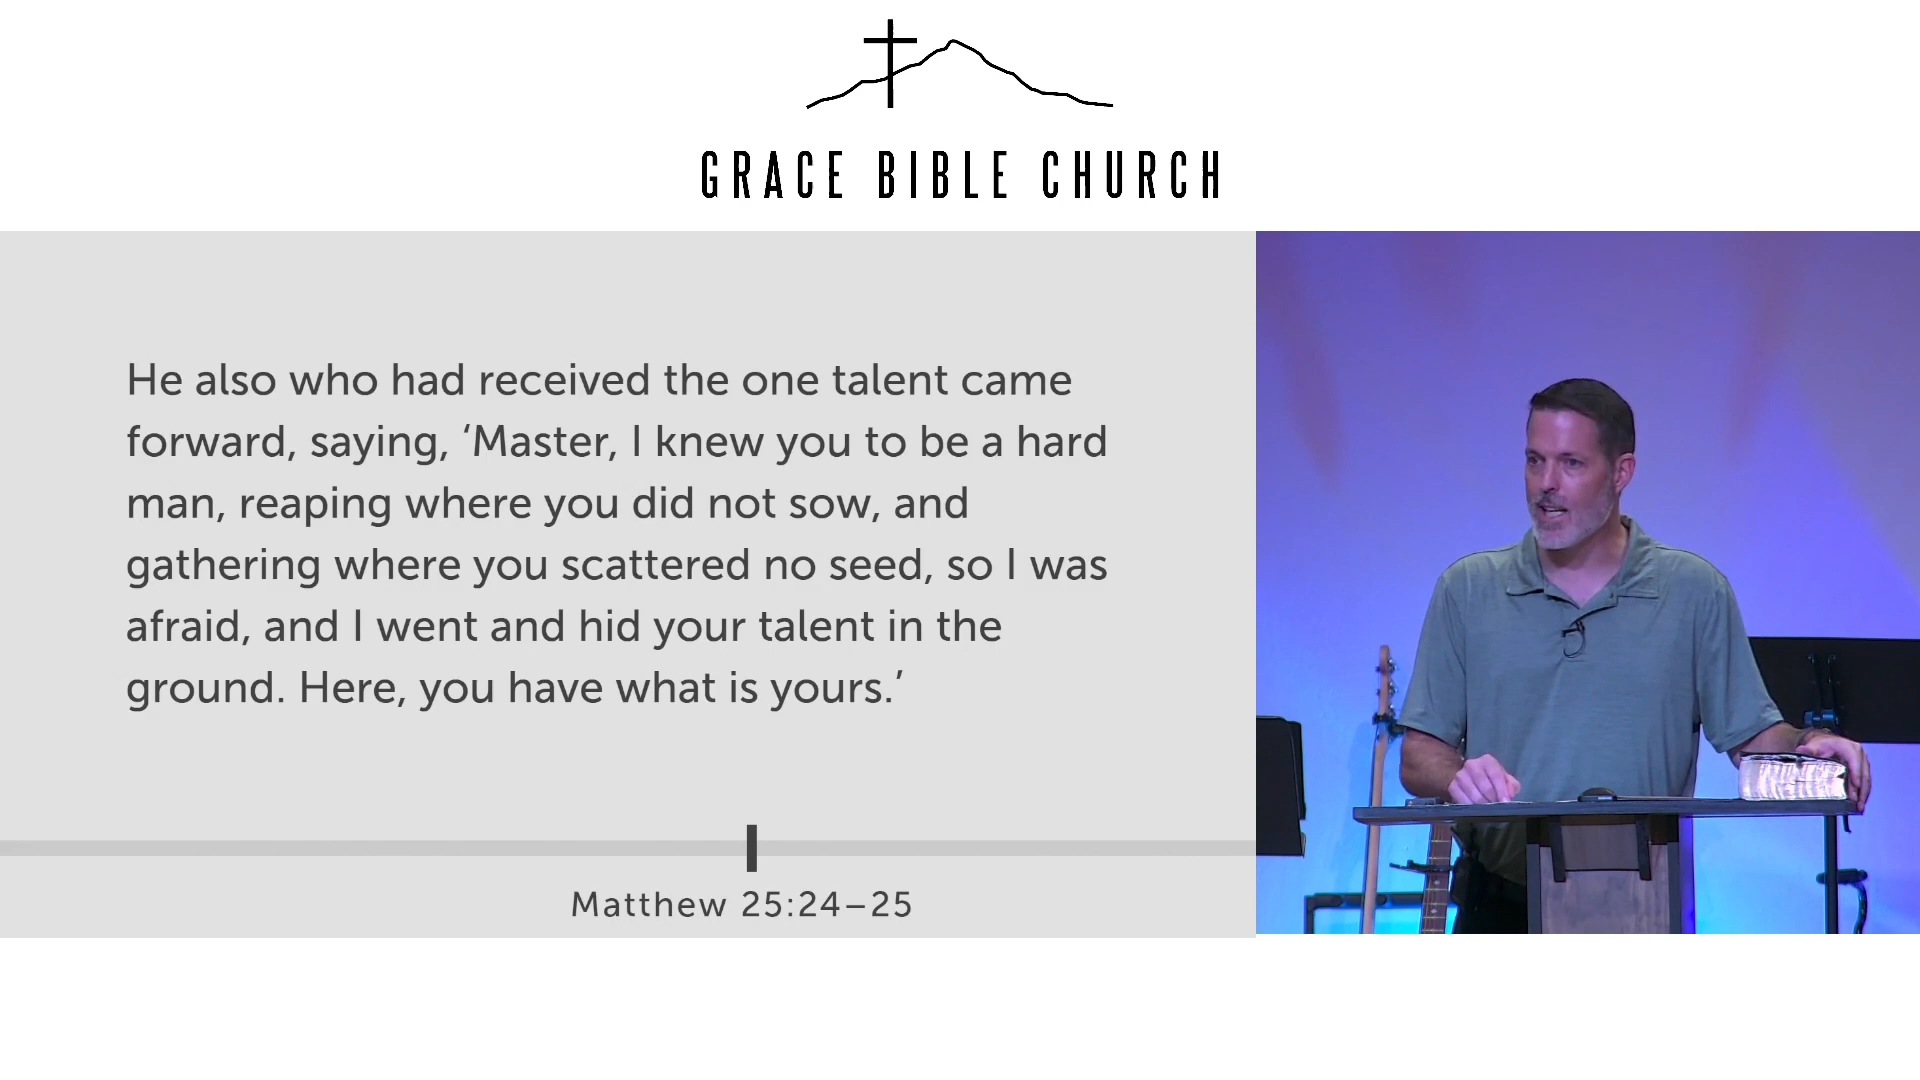 GRACE BIBLE CHURCH
He also who had received the one talent came
forward, saying, ‘Master, I knew you to be a hard
man, reaping where you did not sow, and
gathering where you scattered no seed, so I was
afraid, and I went and hid your talent in the
ground. Here, you have what is yours.’
Matthew 25:24–25